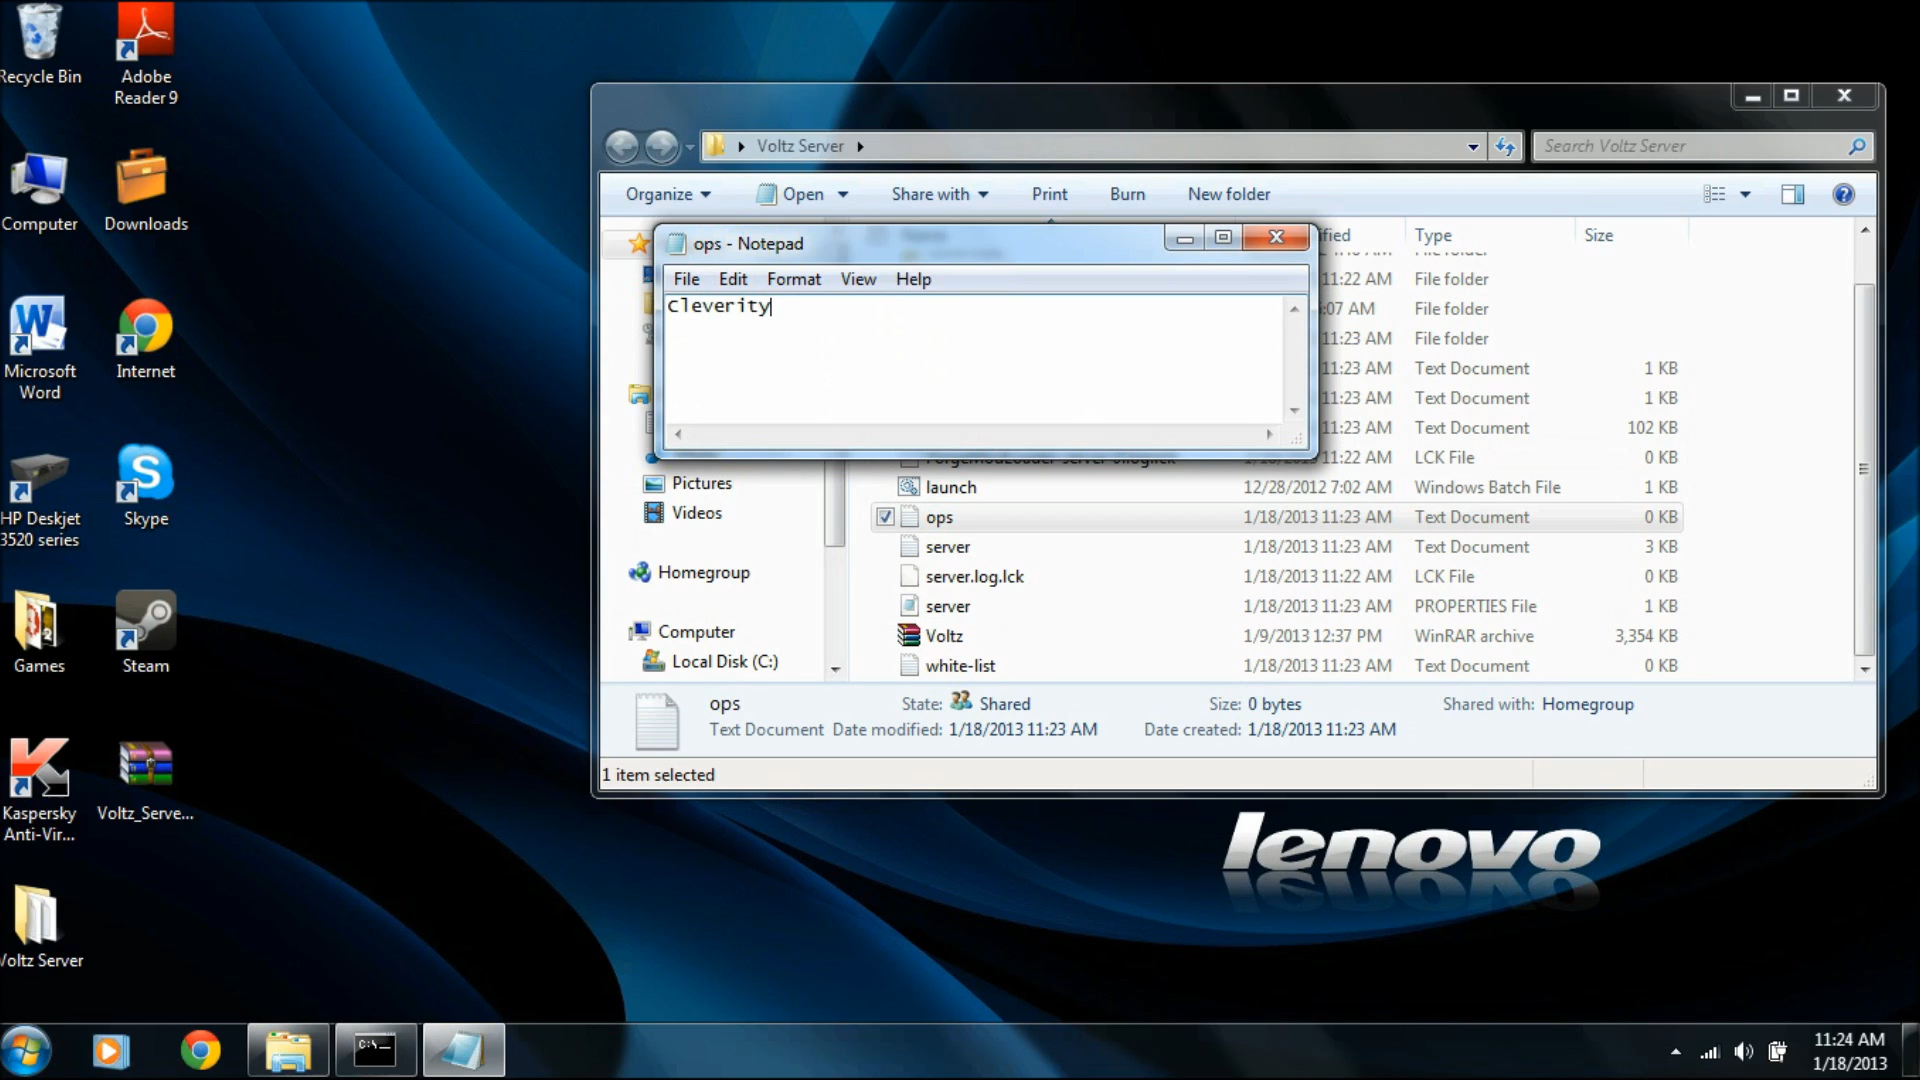 Recycle Bin
Adobe
Reader 9
Computer
Downloads
Microsoft
Word
Internet
HP Deskjet
3520 series
Skype
Games
Steam
Kaspersky
Anti-Vir...
Voltz_Serve...
Voltz Server
Voltz Server
Search Voltz Server
Organize
Open
Share with
Print
Burn
New folder
ops - Notepad
File Edit Format View Help
Cleverity
Type Size
File folder
11:22 AM File folder
:07 AM File folder
11:23 AM File folder
11:23 AM Text Document 1 KB
11:23 AM Text Document 1 KB
11:23 AM Text Document 102 KB
11:22 AM LCK File 0 KB
launch 12/28/2012 7:02 AM Windows Batch File 1 KB
ops 1/18/2013 11:23 AM Text Document 0 KB
server 1/18/2013 11:23 AM Text Document 3 KB
server.log.lck 1/18/2013 11:22 AM LCK File 0 KB
server 1/18/2013 11:23 AM PROPERTIES File 1 KB
Voltz 1/9/2013 12:37 PM WinRAR archive 3,354 KB
white-list 1/18/2013 11:23 AM Text Document 0 KB
Pictures
Videos
Homegroup
Computer
Local Disk (C:)
ops State: Shared Size: 0 bytes Shared with: Homegroup
Text Document Date modified: 1/18/2013 11:23 AM Date created: 1/18/2013 11:23 AM
1 item selected
lenovo
C:\
11:24 AM
1/18/2013